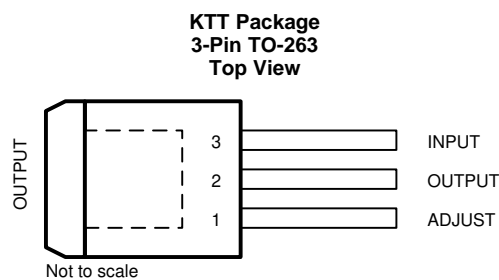 KTT Package
3-Pin TO-263
Top View
OUTPUT
3 INPUT
2 OUTPUT
1 ADJUST
Not to scale